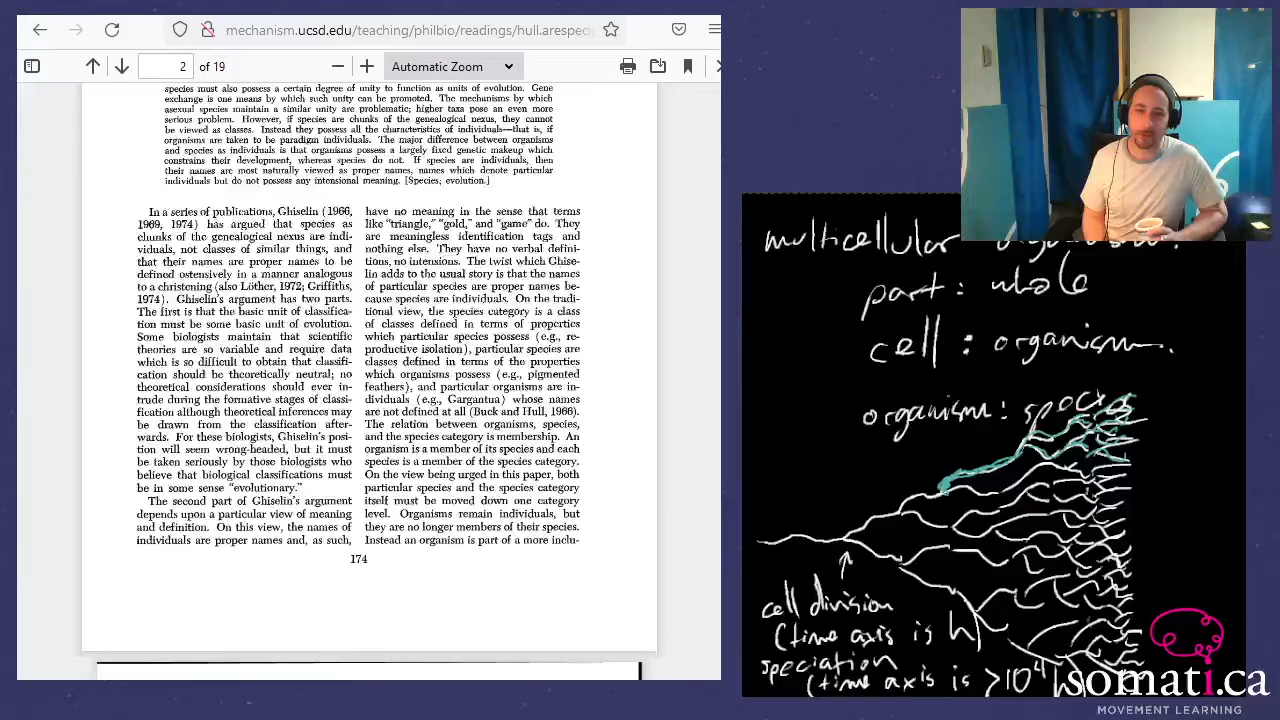 mechanism.ucsd.edu/teaching/philbio/readings/hull.arespeci
2 of 19
Automatic Zoom
species must also possess a certain degree of unity to function as units of evolution. Gene
exchange is one means by which such unity can be promoted. The mechanisms by which
asexual species maintain a similar unity are problematic; higher taxa pose an even more
serious problem. However, if species are chunks of the genealogical nexus, they cannot
be viewed as classes. Instead they possess all the characteristics of individuals—that is, if
organisms are taken to be paradigm individuals. The major difference between organisms
and species as individuals is that organisms possess a largely fixed genetic makeup which
constrains their development, whereas species do not. If species are individuals, then
their names are most naturally viewed as proper names, names which denote particular
individuals but do not possess any intensional meaning. [Species; evolution.]
In a series of publications, Ghiselin (1966,
1969, 1974) has argued that species as
chunks of the genealogical nexus are indi-
viduals, not classes of similar things, and
that their names are proper names to be
defined ostensively in a manner analogous
to a christening (also Löther, 1972; Griffiths,
1974). Ghiselin's argument has two parts.
The first is that the basic unit of classifica-
tion must be some basic unit of evolution.
Some biologists maintain that scientific
theories are so variable and require data
which is so difficult to obtain that classifi-
cation should be theoretically neutral; no
theoretical considerations should ever in-
trude during the formative stages of classi-
fication although theoretical inferences may
be drawn from the classification after-
wards. For these biologists, Ghiselin's posi-
tion will seem wrong-headed, but it must
be taken seriously by those biologists who
believe that biological classifications must
be in some sense "evolutionary."
The second part of Ghiselin's argument
depends upon a particular view of meaning
and definition. On this view, the names of
individuals are proper names and, as such,
have no meaning in the sense that terms
like "triangle," "gold," and "game" do. They
are meaningless identification tags and
nothing more. They have no verbal defini-
tions, no intensions. The twist which Ghise-
lin adds to the usual story is that the names
of particular species are proper names be-
cause species are individuals. On the tradi-
tional view, the species category is a class
of classes defined in terms of properties
which particular species possess (e.g., re-
productive isolation), particular species are
classes defined in terms of the properties
which organisms possess (e.g., pigmented
feathers), and particular organisms are in-
dividuals (e.g., Gargantua) whose names
are not defined at all (Buck and Hull, 1966).
The relation between organisms, species,
and the species category is membership. An
organism is a member of its species and each
species is a member of the species category.
On the view being urged in this paper, both
particular species and the species category
itself must be moved down one category
level. Organisms remain individuals, but
they are no longer members of their species.
Instead an organism is part of a more inclu-
174
multicellular
part : whole
cell : organism.
organism : species
cell division
(time axis is h)
speciation
(time axis is >10⁴ h
somati.ca
MOVEMENT LEARNING